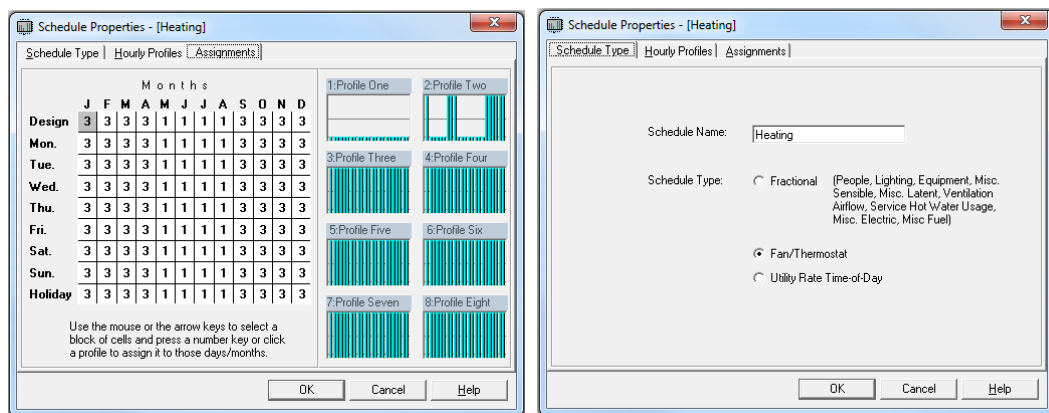 Schedule Properties - [Heating]
Schedule Type Hourly Profiles Assignments
Months
J F M A M J J A S O N D
Design 3 3 3 3 1 1 1 1 3 3 3 3
Mon. 3 3 3 3 1 1 1 1 3 3 3 3
Tue. 3 3 3 3 1 1 1 1 3 3 3 3
Wed. 3 3 3 3 1 1 1 1 3 3 3 3
Thu. 3 3 3 3 1 1 1 1 3 3 3 3
Fri. 3 3 3 3 1 1 1 1 3 3 3 3
Sat. 3 3 3 3 1 1 1 1 3 3 3 3
Sun. 3 3 3 3 1 1 1 1 3 3 3 3
Holiday 3 3 3 3 1 1 1 1 3 3 3 3
Use the mouse or the arrow keys to select a
block of cells and press a number key or click
a profile to assign it to those days/months.
1:Profile One 2:Profile Two
3:Profile Three 4:Profile Four
5:Profile Five 6:Profile Six
7:Profile Seven 8:Profile Eight
OK Cancel Help
Schedule Properties - [Heating]
Schedule Type Hourly Profiles Assignments
Schedule Name: Heating
Schedule Type: Fractional (People, Lighting, Equipment, Misc.
Sensible, Misc. Latent, Ventilation
Airflow, Service Hot Water Usage,
Misc. Electric, Misc Fuel)
Fan/Thermostat
Utility Rate Time-of-Day
OK Cancel Help